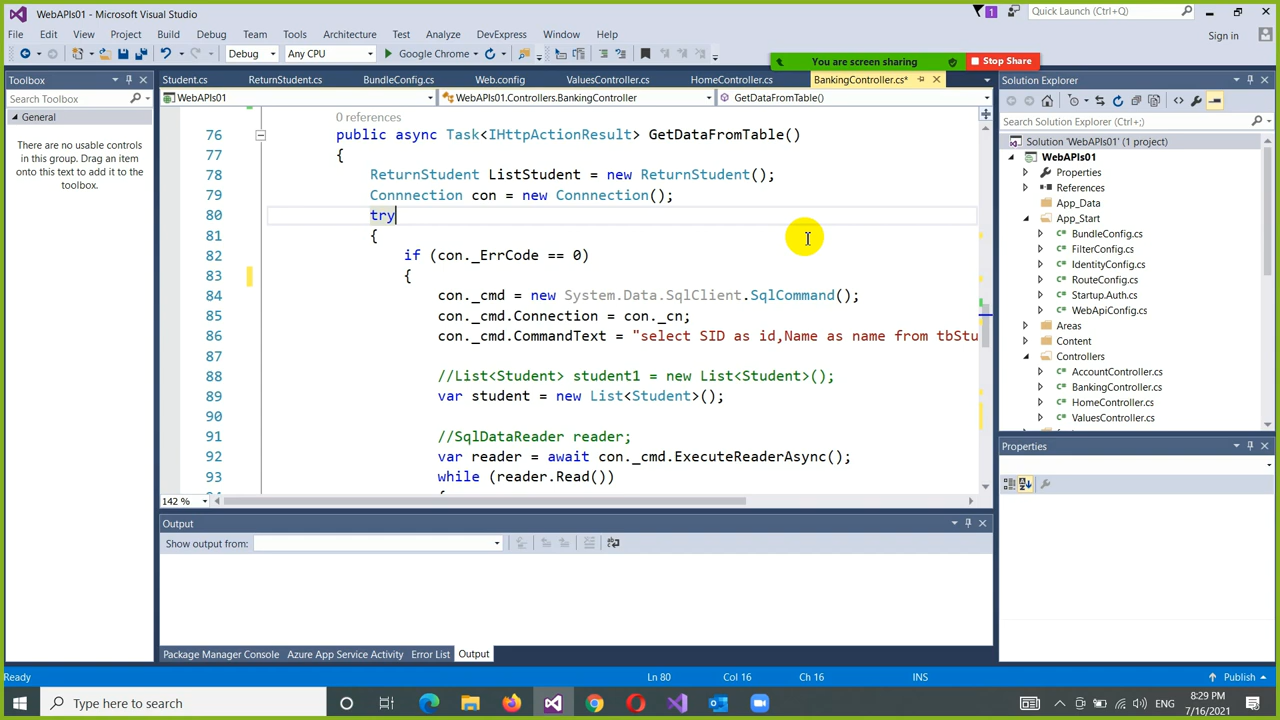 WebAPIs01 - Microsoft Visual Studio
1
Quick Launch (Ctrl+Q)
File Edit View Project Build Debug Team Tools Architecture Test Analyze DevExpress Window Help
Sign in
Debug Any CPU Google Chrome
You are screen sharing Stop Share
Toolbox
Search Toolbox
General
There are no usable controls
in this group. Drag an item
onto this text to add it to the
toolbox.
Student.cs ReturnStudent.cs BundleConfig.cs Web.config ValuesController.cs HomeController.cs BankingController.cs*
WebAPIs01 WebAPIs01.Controllers.BankingController GetDataFromTable()
0 references
76 public async Task<IHttpActionResult> GetDataFromTable()
77 {
78 ReturnStudent ListStudent = new ReturnStudent();
79 Connnection con = new Connnection();
80 try
81 {
82 if (con._ErrCode == 0)
83 {
84 con._cmd = new System.Data.SqlClient.SqlCommand();
85 con._cmd.Connection = con._cn;
86 con._cmd.CommandText = "select SID as id,Name as name from tbStu
87
88 //List<Student> student1 = new List<Student>();
89 var student = new List<Student>();
90
91 //SqlDataReader reader;
92 var reader = await con._cmd.ExecuteReaderAsync();
93 while (reader.Read())
142 %
Output
Show output from:
Package Manager Console Azure App Service Activity Error List Output
Solution Explorer
Search Solution Explorer (Ctrl+;)
Solution 'WebAPIs01' (1 project)
WebAPIs01
Properties
References
App_Data
App_Start
BundleConfig.cs
FilterConfig.cs
IdentityConfig.cs
RouteConfig.cs
Startup.Auth.cs
WebApiConfig.cs
Areas
Content
Controllers
AccountController.cs
BankingController.cs
HomeController.cs
ValuesController.cs
Properties
Ready Ln 80 Col 16 Ch 16 INS Publish
Type here to search
ENG
8:29 PM
7/16/2021